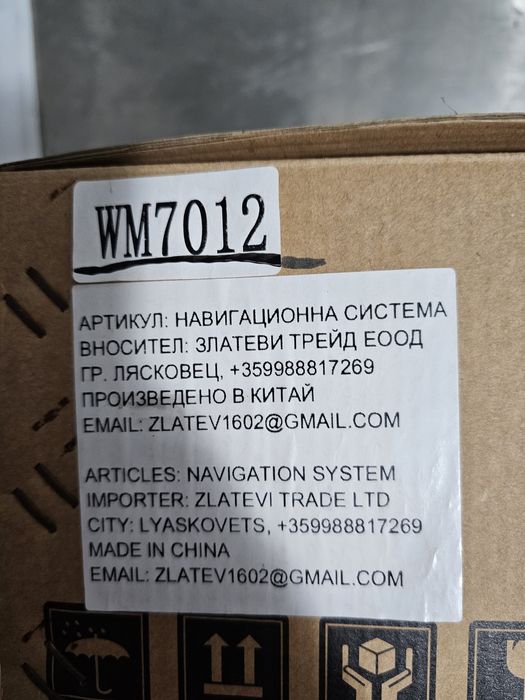 WM7012
АРТИКУЛ: НАВИГАЦИОННА СИСТЕМА
ВНОСИТЕЛ: ЗЛАТЕВИ ТРЕЙД ЕООД
ГР. ЛЯСКОВЕЦ, +359988817269
ПРОИЗВЕДЕНО В КИТАЙ
EMAIL: ZLATEV1602@GMAIL.COM
ARTICLES: NAVIGATION SYSTEM
IMPORTER: ZLATEVI TRADE LTD
CITY: LYASKOVETS, +359988817269
MADE IN CHINA
EMAIL: ZLATEV1602@GMAIL.COM